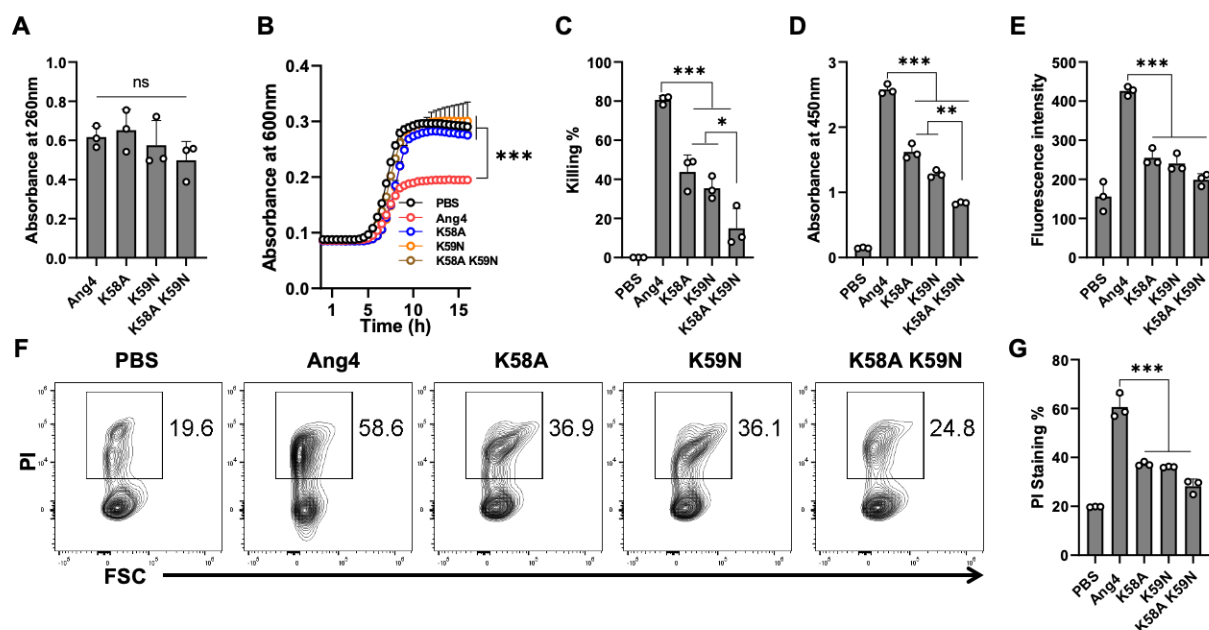 A
Absorbance at 260nm
1.0
0.8
0.6
0.4
0.2
0.0
ns
Ang4
K58A
K59N
K58A K59N
B
Absorbance at 600nm
0.4
0.3
0.2
0.1
0.0
***
PBS
Ang4
K58A
K59N
K58A K59N
1
5
10
15
Time (h)
C
Killing %
100
80
60
40
20
0
***
*
PBS
Ang4
K58A
K59N
K58A K59N
D
Absorbance at 450nm
3
2
1
0
***
**
PBS
Ang4
K58A
K59N
K58A K59N
E
Fluorescence intensity
500
400
300
200
100
0
***
PBS
Ang4
K58A
K59N
K58A K59N
F
PBS
Ang4
K58A
K59N
K58A K59N
19.6
58.6
36.9
36.1
24.8
PI
FSC
G
PI Staining %
80
60
40
20
0
***
PBS
Ang4
K58A
K59N
K58A K59N